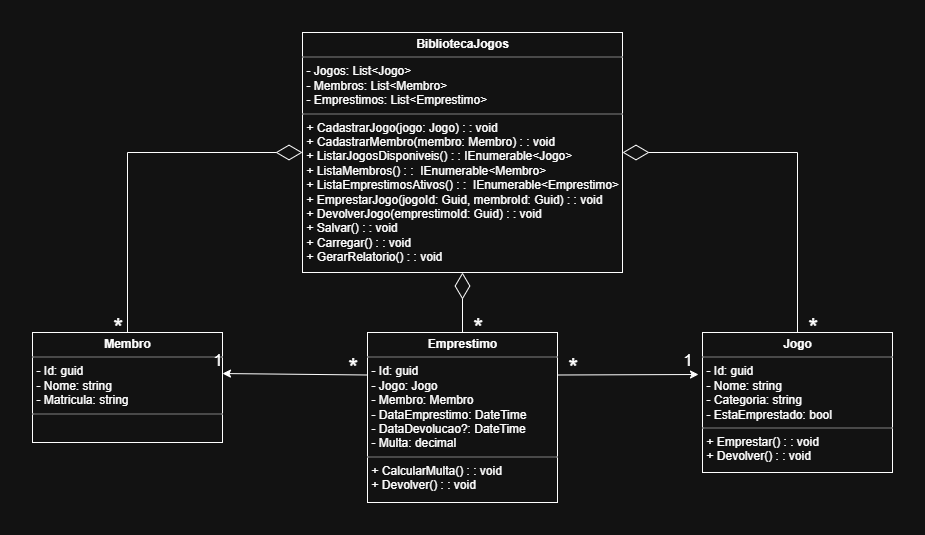 BibliotecaJogos
- Jogos: List<Jogo>
- Membros: List<Membro>
- Emprestimos: List<Emprestimo>
+ CadastrarJogo(jogo: Jogo) : : void
+ CadastrarMembro(membro: Membro) : : void
+ ListarJogosDisponiveis() : : IEnumerable<Jogo>
+ ListaMembros() : :  IEnumerable<Membro>
+ ListaEmprestimosAtivos() : :  IEnumerable<Emprestimo>
+ EmprestarJogo(jogoId: Guid, membroId: Guid) : : void
+ DevolverJogo(emprestimoId: Guid) : : void
+ Salvar() : : void
+ Carregar() : : void
+ GerarRelatorio() : : void
*
*
*
Membro
- Id: guid
- Nome: string
- Matricula: string
1
*
Emprestimo
- Id: guid
- Jogo: Jogo
- Membro: Membro
- DataEmprestimo: DateTime
- DataDevolucao?: DateTime
- Multa: decimal
+ CalcularMulta() : : void
+ Devolver() : : void
*
1
Jogo
- Id: guid
- Nome: string
- Categoria: string
- EstaEmprestado: bool
+ Emprestar() : : void
+ Devolver() : : void